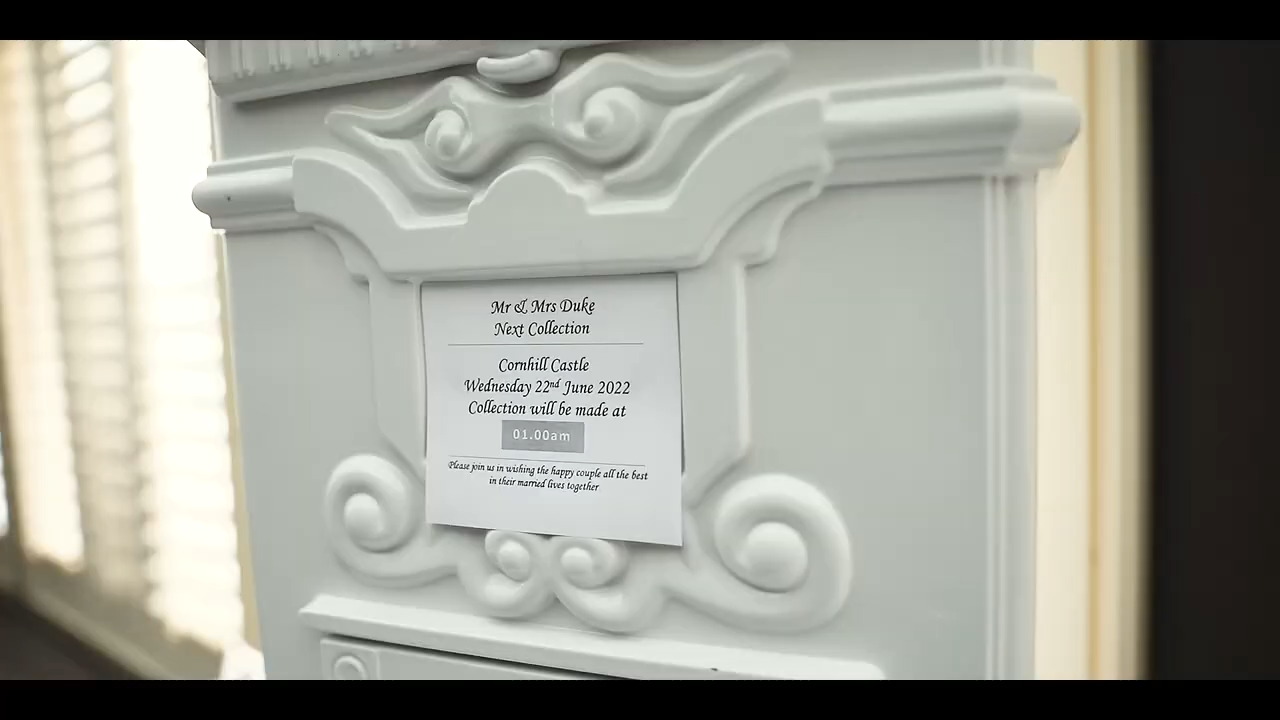 Mr & Mrs Duke
Next Collection
Cornhill Castle
Wednesday 22nd June 2022
Collection will be made at
01.00am
Please join us in wishing the happy couple all the best
in their married lives together